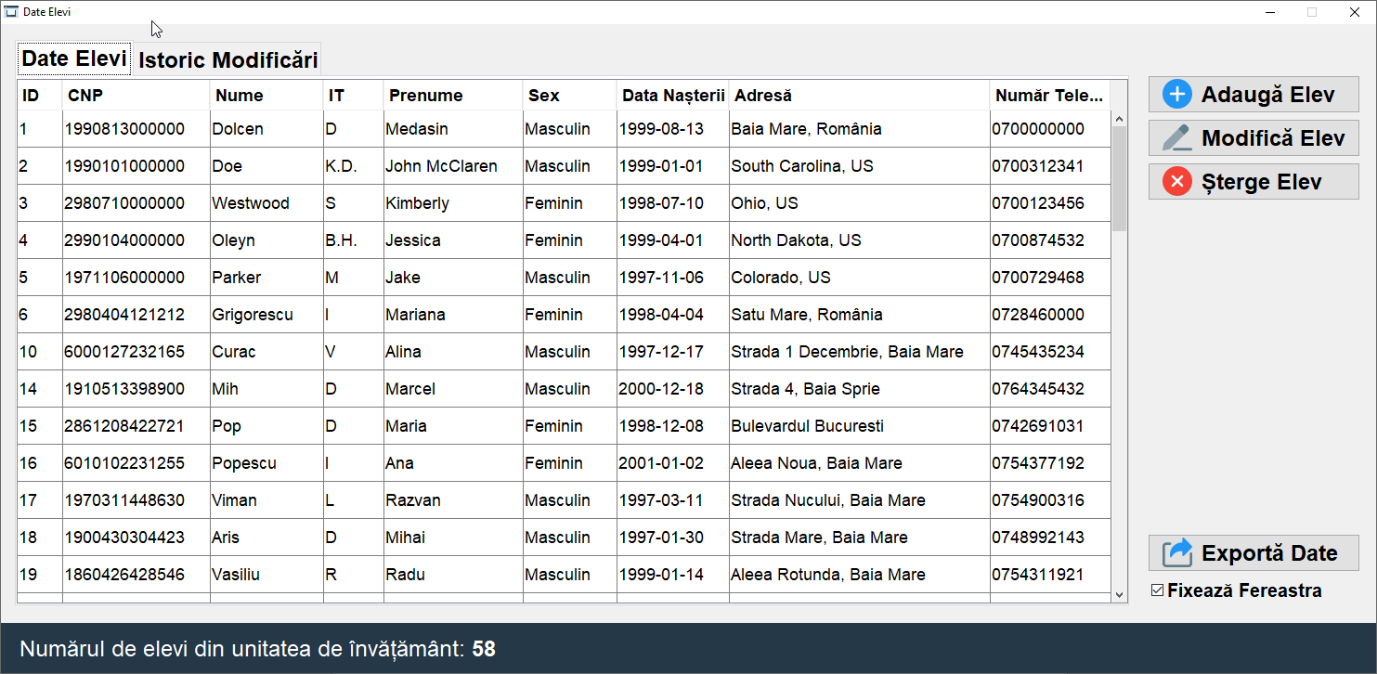 Date Elevi
Date Elevi Istoric Modificări
ID CNP Nume IT Prenume Sex Data Nașterii Adresă Număr Tele...
1 1990813000000 Dolcen D Medasin Masculin 1999-08-13 Baia Mare, România 0700000000
2 1990101000000 Doe K.D. John McClaren Masculin 1999-01-01 South Carolina, US 0700312341
3 2980710000000 Westwood S Kimberly Feminin 1998-07-10 Ohio, US 0700123456
4 2990104000000 Oleyn B.H. Jessica Feminin 1999-04-01 North Dakota, US 0700874532
5 1971106000000 Parker M Jake Masculin 1997-11-06 Colorado, US 0700729468
6 2980404121212 Grigorescu I Mariana Feminin 1998-04-04 Satu Mare, România 0728460000
10 6000127232165 Curac V Alina Masculin 1997-12-17 Strada 1 Decembrie, Baia Mare 0745435234
14 1910513398900 Mih D Marcel Masculin 2000-12-18 Strada 4, Baia Sprie 0764345432
15 2861208422721 Pop D Maria Feminin 1998-12-08 Bulevardul Bucuresti 0742691031
16 6010102231255 Popescu I Ana Feminin 2001-01-02 Aleea Noua, Baia Mare 0754377192
17 1970311448630 Viman L Razvan Masculin 1997-03-11 Strada Nucului, Baia Mare 0754900316
18 1900430304423 Aris D Mihai Masculin 1997-01-30 Strada Mare, Baia Mare 0748992143
19 1860426428546 Vasiliu R Radu Masculin 1999-01-14 Aleea Rotunda, Baia Mare 0754311921
Adaugă Elev
Modifică Elev
Șterge Elev
Exportă Date
Fixează Fereastra
Numărul de elevi din unitatea de învățământ: 58